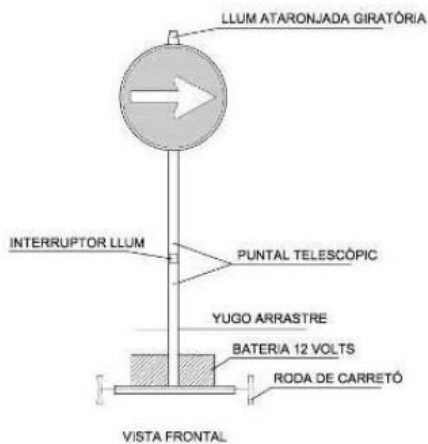 LLUM ATARONJADA GIRATÒRIA
INTERRUPTOR LLUM
PUNTAL TELESCÒPIC
YUGO ARRASTRE
BATERIA 12 VOLTS
RODA DE CARRETÓ
VISTA FRONTAL